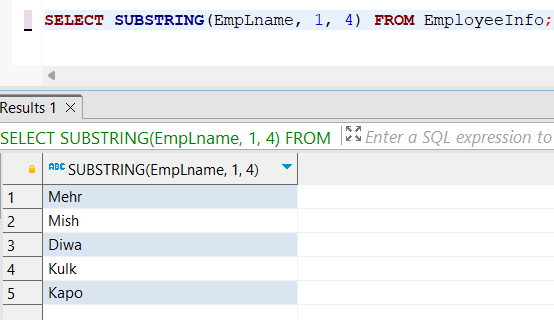 SELECT SUBSTRING(EmpLname, 1, 4) FROM EmployeeInfo;
Results 1 ×
SELECT SUBSTRING(EmpLname, 1, 4) FROM Enter a SQL expression to
ABC SUBSTRING(EmpLname, 1, 4)
1 Mehr
2 Mish
3 Diwa
4 Kulk
5 Kapo